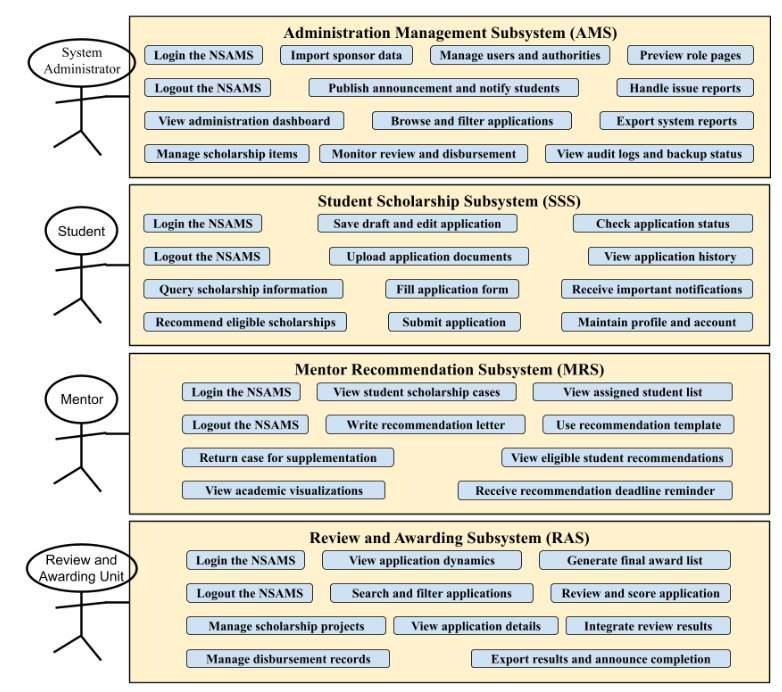 Administration Management Subsystem (AMS)
System
Administrator
Login the NSAMS Import sponsor data Manage users and authorities Preview role pages
Logout the NSAMS Publish announcement and notify students Handle issue reports
View administration dashboard Browse and filter applications Export system reports
Manage scholarship items Monitor review and disbursement View audit logs and backup status
Student Scholarship Subsystem (SSS)
Student
Login the NSAMS Save draft and edit application Check application status
Logout the NSAMS Upload application documents View application history
Query scholarship information Fill application form Receive important notifications
Recommend eligible scholarships Submit application Maintain profile and account
Mentor Recommendation Subsystem (MRS)
Mentor
Login the NSAMS View student scholarship cases View assigned student list
Logout the NSAMS Write recommendation letter Use recommendation template
Return case for supplementation View eligible student recommendations
View academic visualizations Receive recommendation deadline reminder
Review and Awarding Subsystem (RAS)
Review and
Awarding Unit
Login the NSAMS View application dynamics Generate final award list
Logout the NSAMS Search and filter applications Review and score application
Manage scholarship projects View application details Integrate review results
Manage disbursement records Export results and announce completion